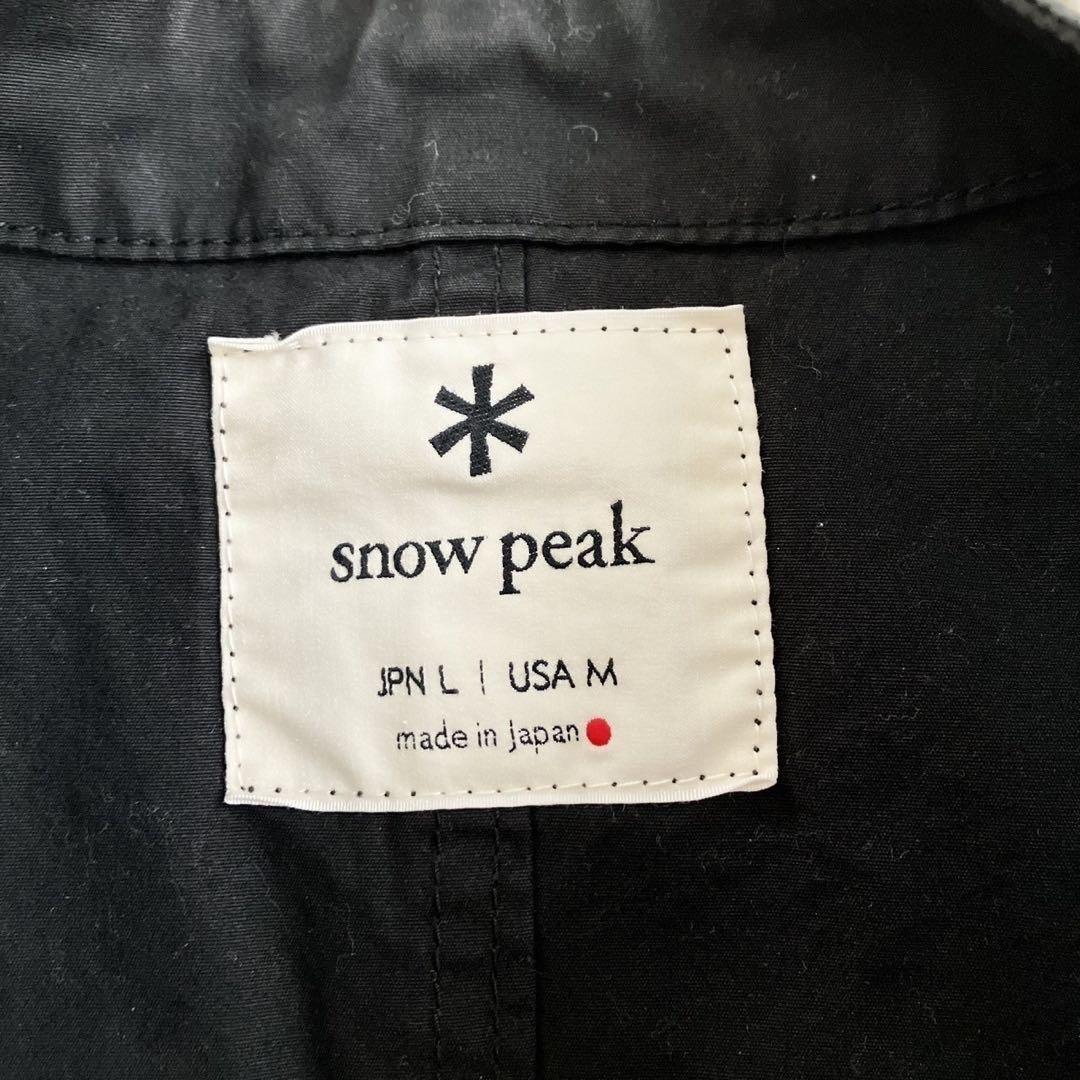 snow peak
JPN L | USA M
made in Japan